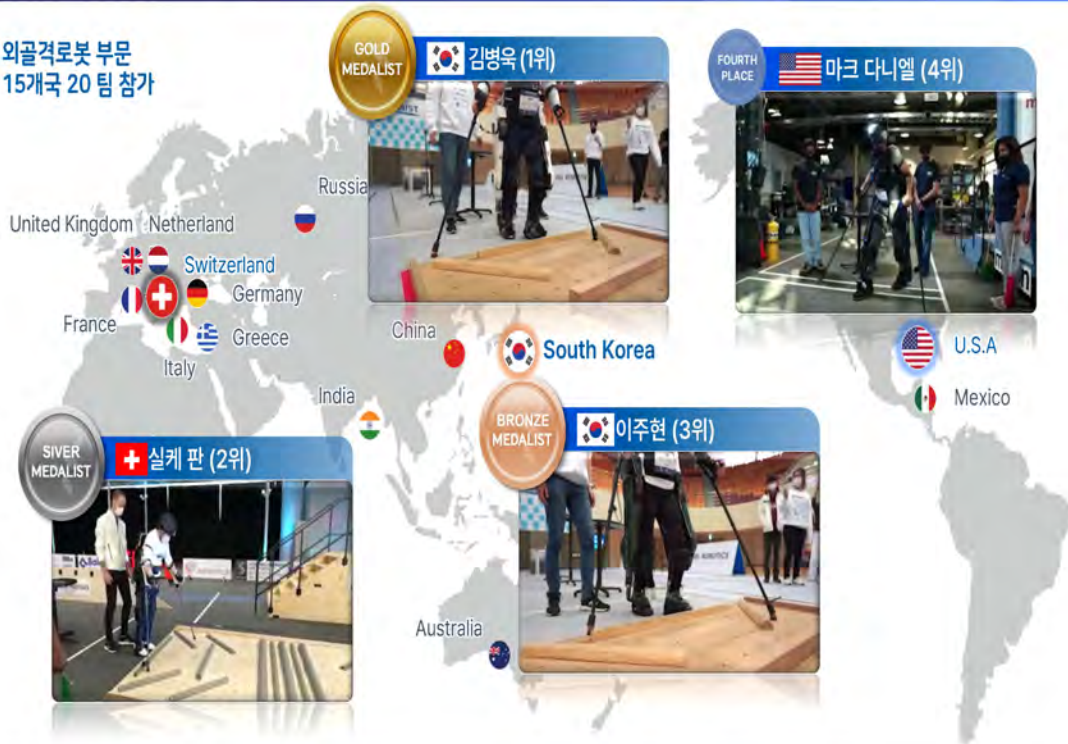 외골격로봇 부문
15개국 20 팀 참가
GOLD
MEDALIST
김병욱 (1위)
FOURTH
PLACE
마크 다니엘 (4위)
Russia
United Kingdom
Netherland
Switzerland
Germany
France
Greece
Italy
China
South Korea
U.S.A
India
Mexico
SIVER
MEDALIST
실케 판 (2위)
BRONZE
MEDALIST
이주현 (3위)
Australia